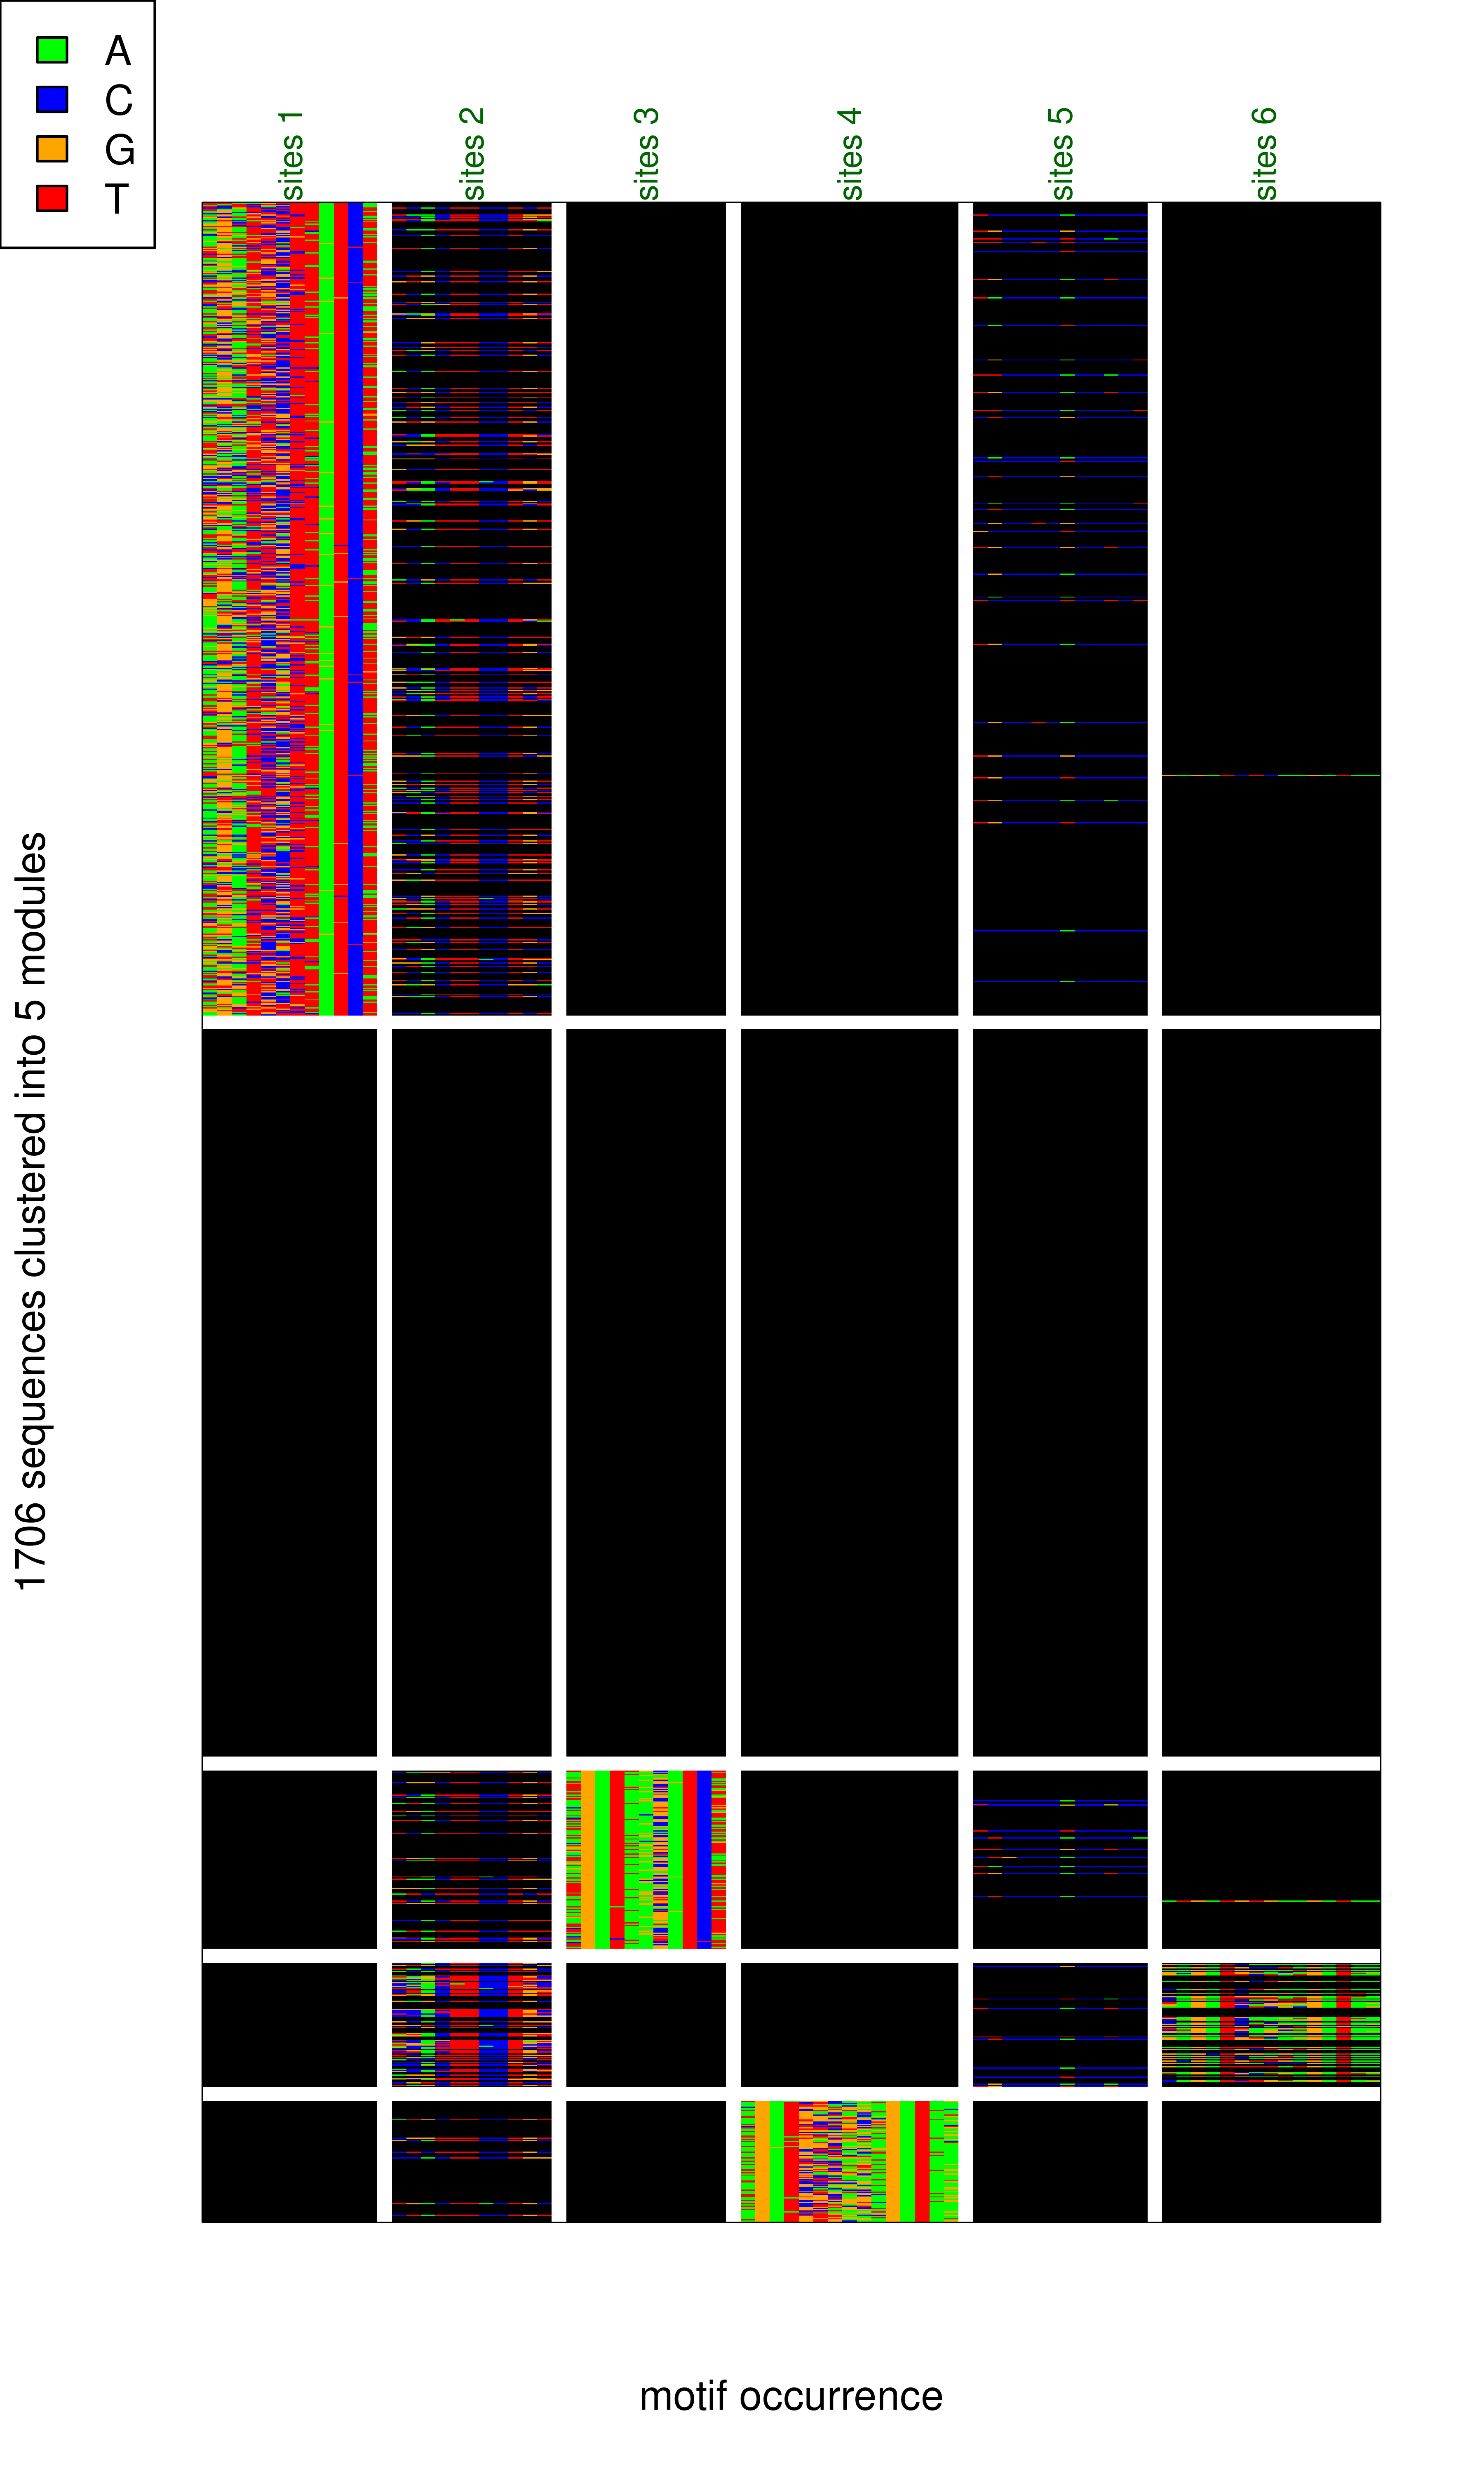 A
C
G
T
sites 1
sites 2
sites 3
sites 4
sites 5
sites 6
1706 sequences clustered into 5 modules
motif occurrence